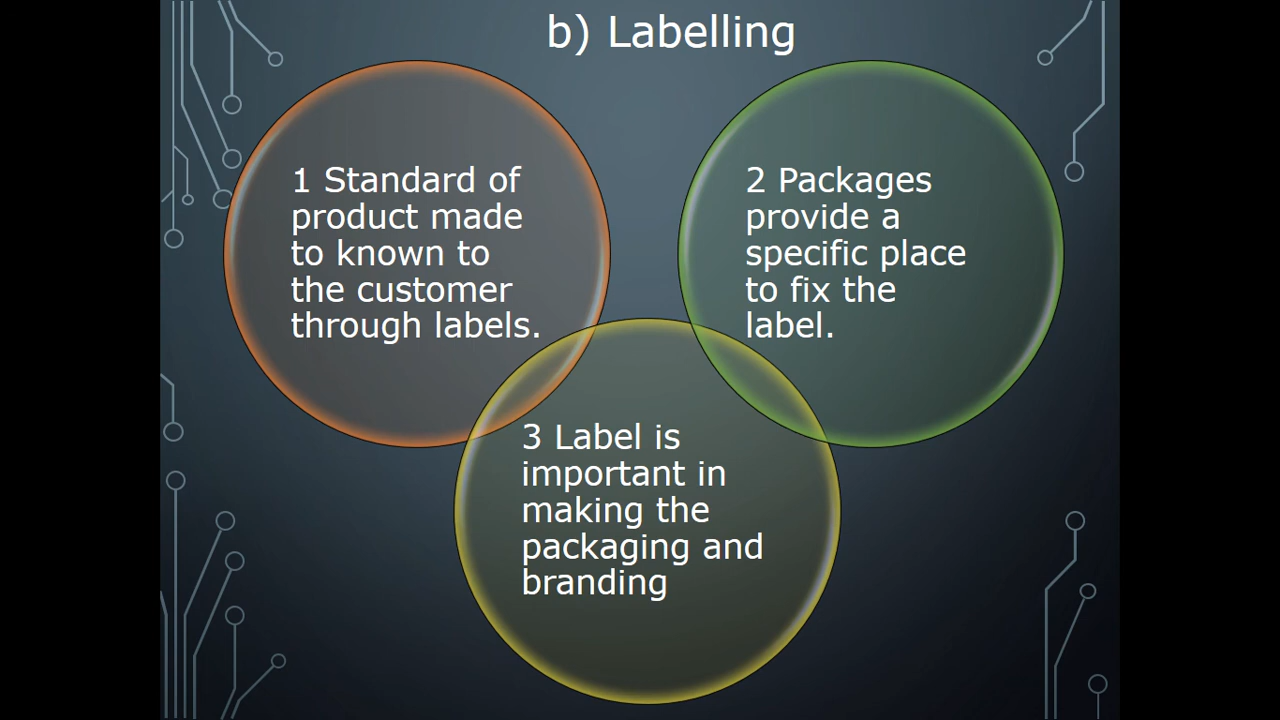 b) Labelling
1 Standard of
product made
to known to
the customer
through labels.
2 Packages
provide a
specific place
to fix the
label.
3 Label is
important in
making the
packaging and
branding